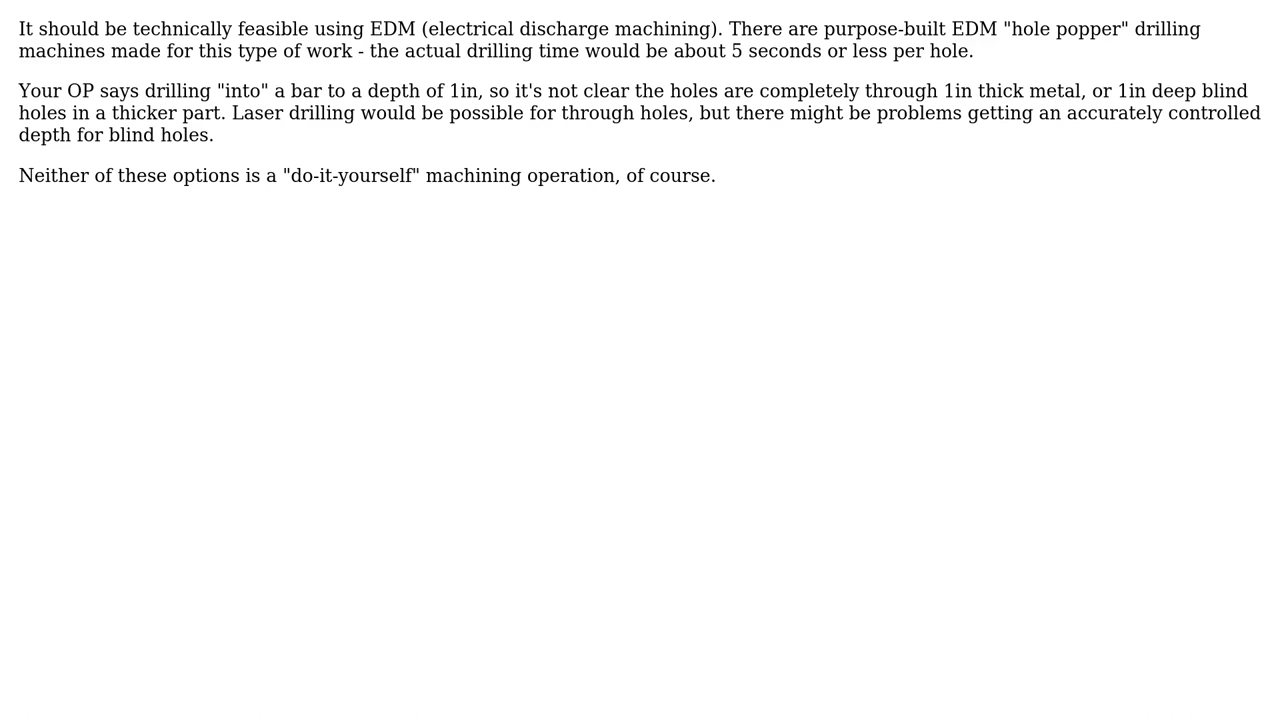 It should be technically feasible using EDM (electrical discharge machining). There are purpose-built EDM "hole popper" drilling
machines made for this type of work - the actual drilling time would be about 5 seconds or less per hole.
Your OP says drilling "into" a bar to a depth of 1in, so it's not clear the holes are completely through 1in thick metal, or 1in deep blind
holes in a thicker part. Laser drilling would be possible for through holes, but there might be problems getting an accurately controlled
depth for blind holes.
Neither of these options is a "do-it-yourself" machining operation, of course.